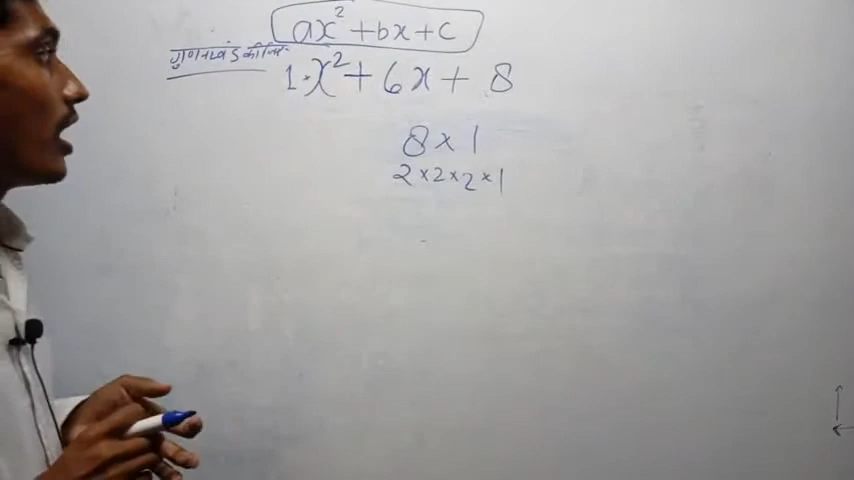 ax² + bx + c
गुणनखंड कीजिए
1·x² + 6x + 8
8 × 1
2 × 2 × 2 × 1